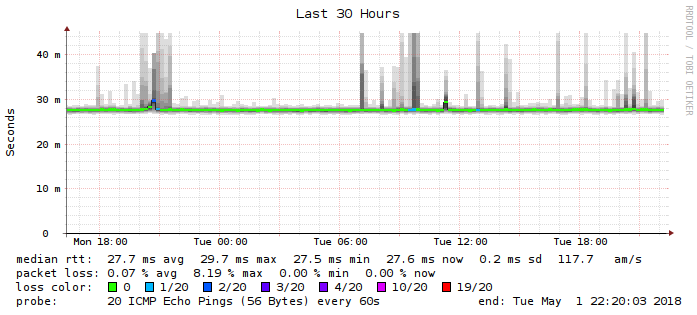 Last 30 Hours
RRDTOOL / TOBI OETIKER
Seconds
40 m
30 m
20 m
10 m
0
Mon 18:00 Tue 00:00 Tue 06:00 Tue 12:00 Tue 18:00
median rtt: 27.7 ms avg 29.7 ms max 27.5 ms min 27.6 ms now 0.2 ms sd 117.7 am/s
packet loss: 0.07 % avg 8.19 % max 0.00 % min 0.00 % now
loss color: 0 1/20 2/20 3/20 4/20 10/20 19/20
probe: 20 ICMP Echo Pings (56 Bytes) every 60s end: Tue May 1 22:20:03 2018